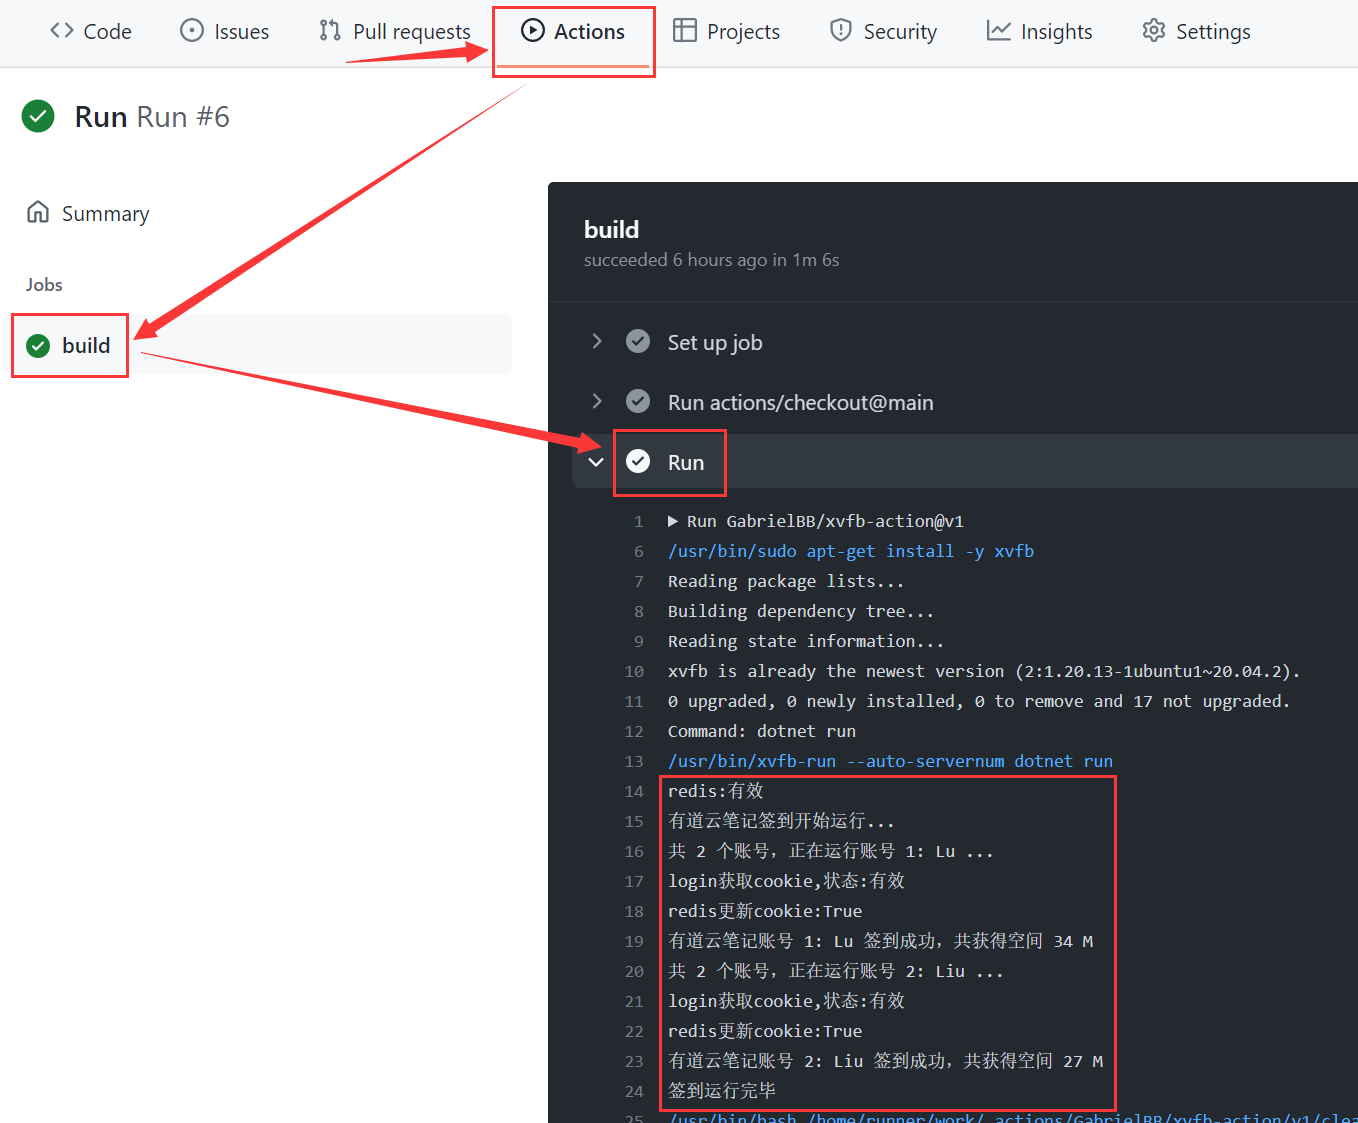 Code Issues Pull requests Actions Projects Security Insights Settings
Run Run #6
Summary
Jobs
build
build
succeeded 6 hours ago in 1m 6s
Set up job
Run actions/checkout@main
Run
1 Run GabrielBB/xvfb-action@v1
6 /usr/bin/sudo apt-get install -y xvfb
7 Reading package lists...
8 Building dependency tree...
9 Reading state information...
10 xvfb is already the newest version (2:1.20.13-1ubuntu1~20.04.2).
11 0 upgraded, 0 newly installed, 0 to remove and 17 not upgraded.
12 Command: dotnet run
13 /usr/bin/xvfb-run --auto-servernum dotnet run
14 redis:有效
15 有道云笔记签到开始运行...
16 共 2 个账号，正在运行账号 1: Lu ...
17 login获取cookie,状态:有效
18 redis更新cookie:True
19 有道云笔记账号 1: Lu 签到成功，共获得空间 34 M
20 共 2 个账号，正在运行账号 2: Liu ...
21 login获取cookie,状态:有效
22 redis更新cookie:True
23 有道云笔记账号 2: Liu 签到成功，共获得空间 27 M
24 签到运行完毕
25 /usr/bin/bash /home/runner/work/_actions/GabrielBB/xvfb-action/v1/clea